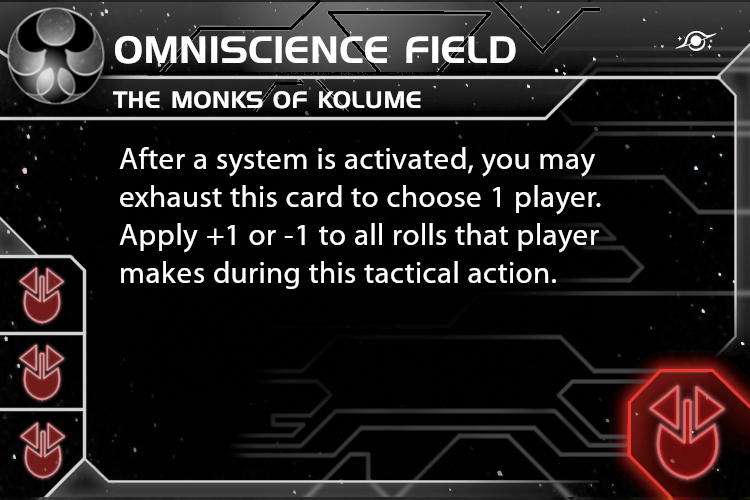 OMNISCIENCE FIELD
THE MONKS OF KOLUME
After a system is activated, you may
exhaust this card to choose 1 player.
Apply +1 or -1 to all rolls that player
makes during this tactical action.